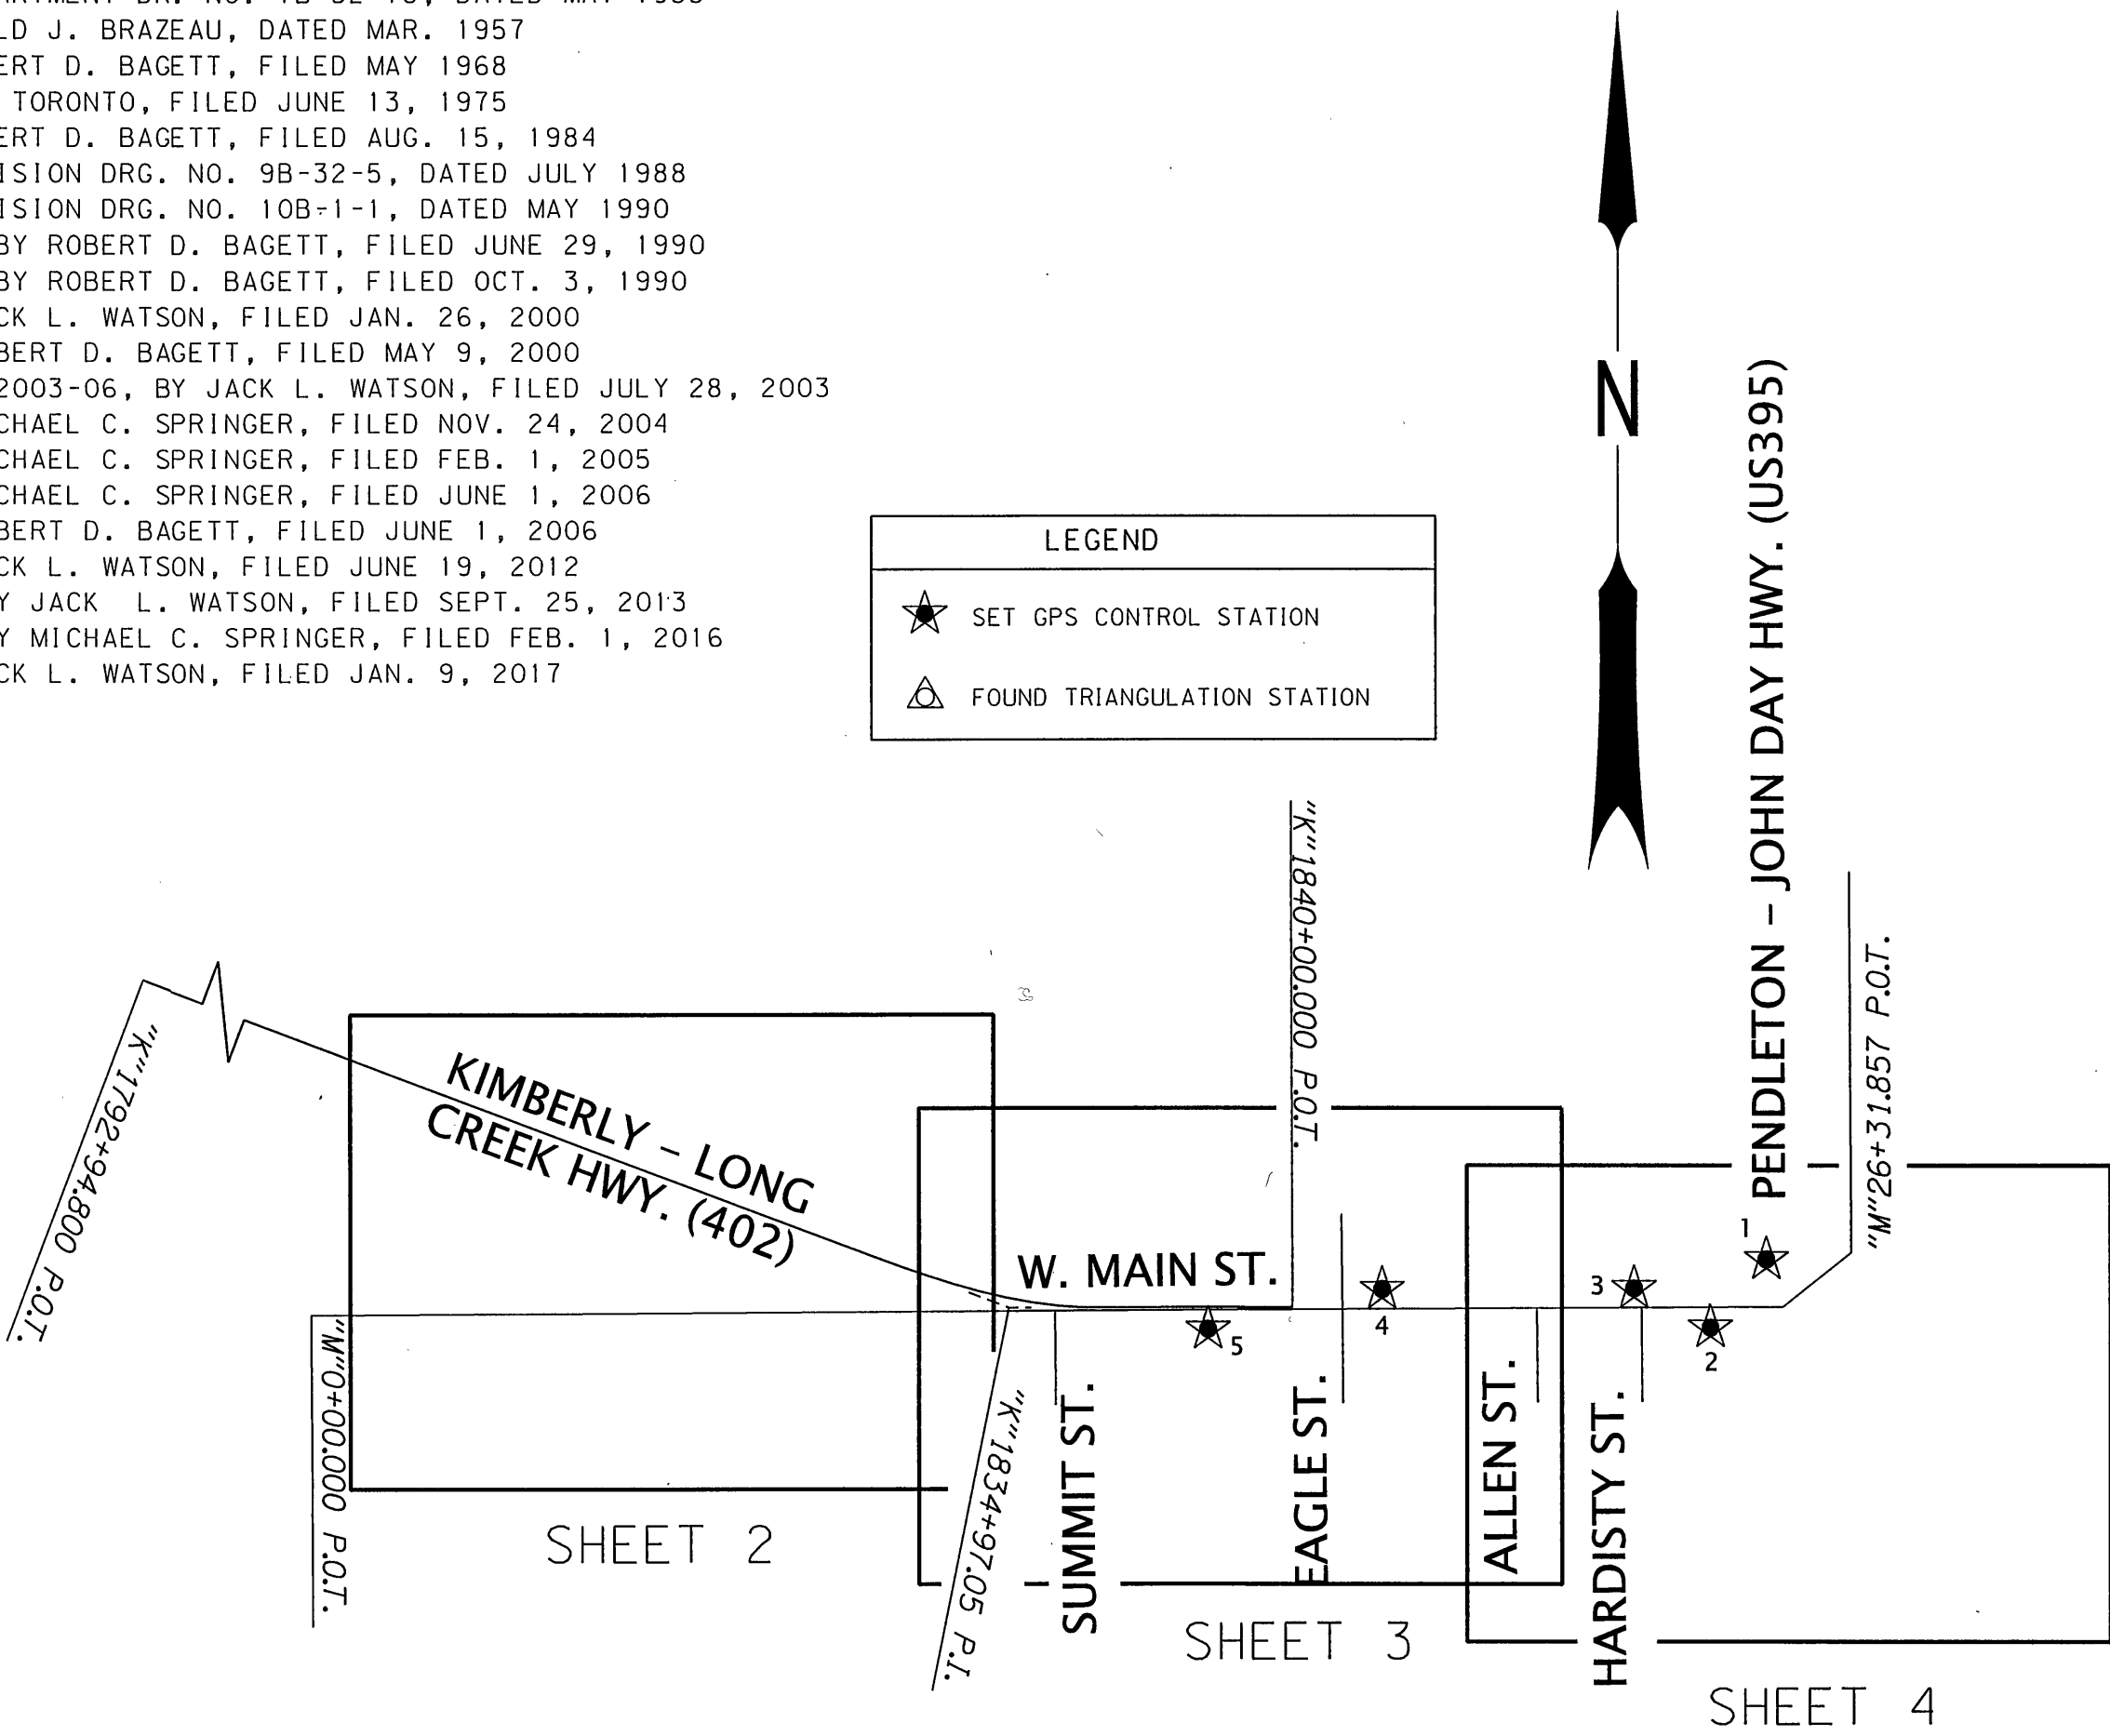 LD J. BRAZEAU, DATED MAR. 1957
ERT D. BAGETT, FILED MAY 1968
TORONTO, FILED JUNE 13, 1975
ERT D. BAGETT, FILED AUG. 15, 1984
ISION DRG. NO. 9B-32-5, DATED JULY 1988
ISION DRG. NO. 10B-1-1, DATED MAY 1990
BY ROBERT D. BAGETT, FILED JUNE 29, 1990
BY ROBERT D. BAGETT, FILED OCT. 3, 1990
CK L. WATSON, FILED JAN. 26, 2000
BERT D. BAGETT, FILED MAY 9, 2000
2003-06, BY JACK L. WATSON, FILED JULY 28, 2003
CHAEL C. SPRINGER, FILED NOV. 24, 2004
CHAEL C. SPRINGER, FILED FEB. 1, 2005
CHAEL C. SPRINGER, FILED JUNE 1, 2006
BERT D. BAGETT, FILED JUNE 1, 2006
CK L. WATSON, FILED JUNE 19, 2012
Y JACK L. WATSON, FILED SEPT. 25, 2013
Y MICHAEL C. SPRINGER, FILED FEB. 1, 2016
CK L. WATSON, FILED JAN. 9, 2017
LEGEND
SET GPS CONTROL STATION
FOUND TRIANGULATION STATION
N
PENDLETON - JOHN DAY HWY. (US395)
"K"1792+94.800 P.O.T.
KIMBERLY - LONG
CREEK HWY. (402)
"K"1840+00.000 P.O.T.
"M"26+31.857 P.O.T.
W. MAIN ST.
1
3
4
5
2
"M"0+00.000 P.O.T.
"K"1834+97.05 P.I.
SUMMIT ST.
EAGLE ST.
ALLEN ST.
HARDISTY ST.
SHEET 2
SHEET 3
SHEET 4